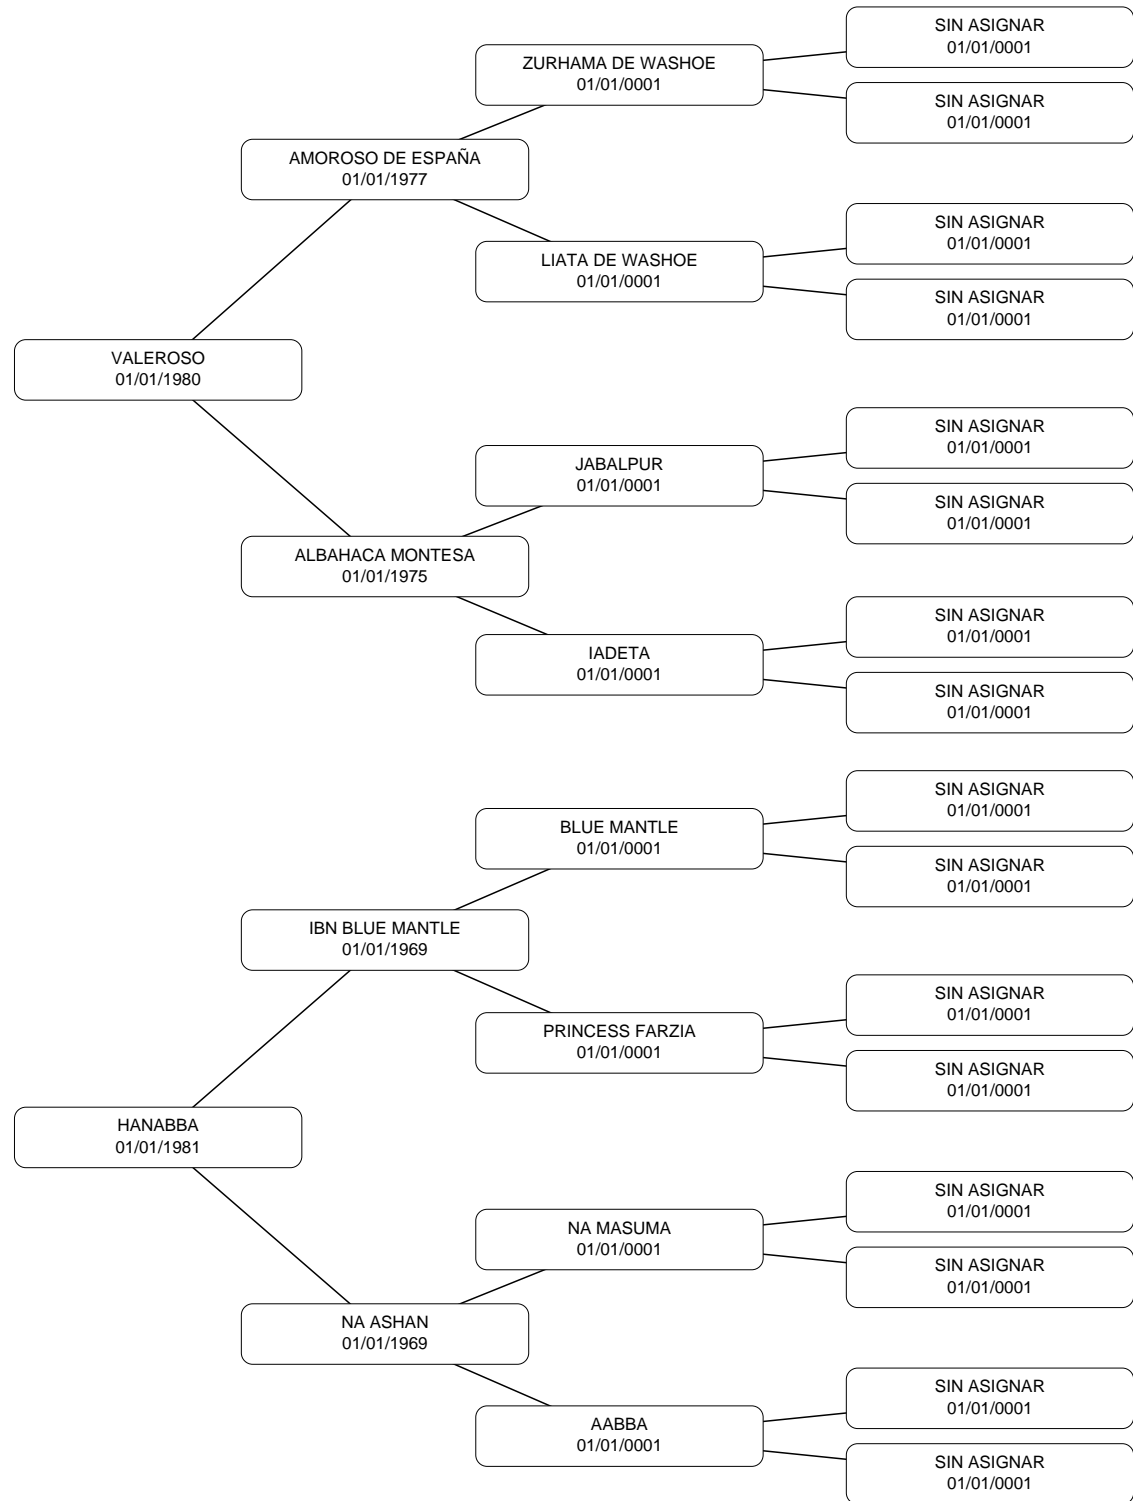 SIN ASIGNAR
01/01/0001
ZURHAMA DE WASHOE
01/01/0001
SIN ASIGNAR
01/01/0001
AMOROSO DE ESPAÑA
01/01/1977
SIN ASIGNAR
01/01/0001
LIATA DE WASHOE
01/01/0001
SIN ASIGNAR
01/01/0001
VALEROSO
01/01/1980
SIN ASIGNAR
01/01/0001
JABALPUR
01/01/0001
SIN ASIGNAR
01/01/0001
ALBAHACA MONTESA
01/01/1975
SIN ASIGNAR
01/01/0001
IADETA
01/01/0001
SIN ASIGNAR
01/01/0001
SIN ASIGNAR
01/01/0001
BLUE MANTLE
01/01/0001
SIN ASIGNAR
01/01/0001
IBN BLUE MANTLE
01/01/1969
SIN ASIGNAR
01/01/0001
PRINCESS FARZIA
01/01/0001
SIN ASIGNAR
01/01/0001
HANABBA
01/01/1981
SIN ASIGNAR
01/01/0001
NA MASUMA
01/01/0001
SIN ASIGNAR
01/01/0001
NA ASHAN
01/01/1969
SIN ASIGNAR
01/01/0001
AABBA
01/01/0001
SIN ASIGNAR
01/01/0001